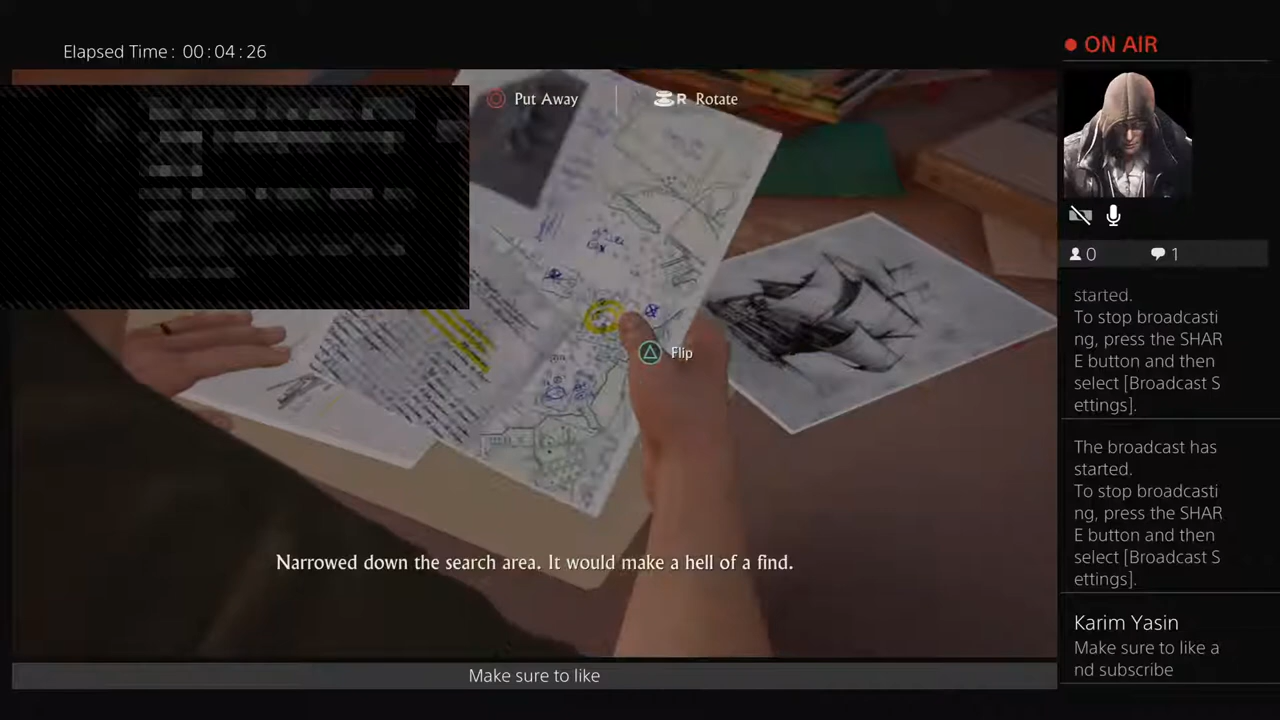 Elapsed Time: 00:04:26
ON AIR
Put Away
R Rotate
0
1
started.
To stop broadcasti
ng, press the SHAR
E button and then
select [Broadcast S
ettings].
Flip
The broadcast has
started.
To stop broadcasti
ng, press the SHAR
E button and then
select [Broadcast S
ettings].
Narrowed down the search area. It would make a hell of a find.
Karim Yasin
Make sure to like a
nd subscribe
Make sure to like